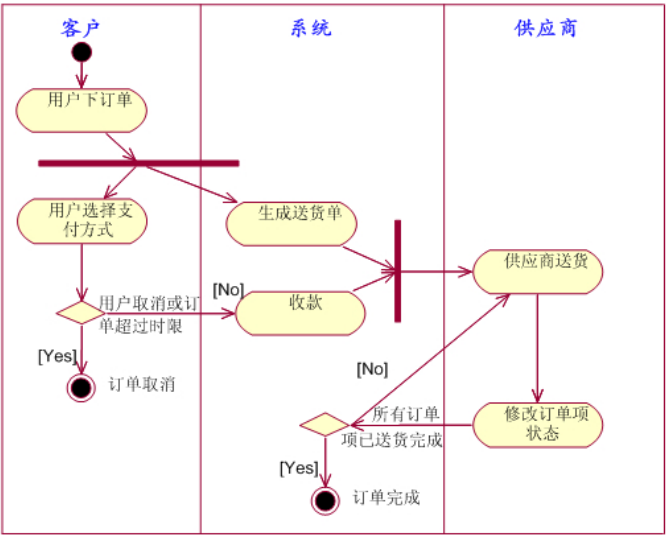 客户
系统
供应商
用户下订单
用户选择支
付方式
生成送货单
供应商送货
[No]
收款
用户取消或订
单超过时限
[Yes]
订单取消
[No]
所有订单
项已送货完成
修改订单项
状态
[Yes]
订单完成